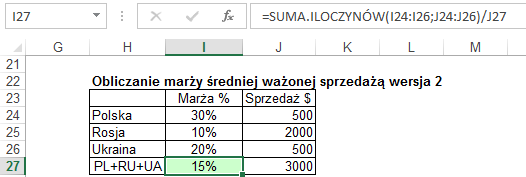 I27 =SUMA.ILOCZYNÓW(I24:I26;J24:J26)/J27
G H I J K L M N
21
22 Obliczanie marży średniej ważonej sprzedażą wersja 2
23 Marża % Sprzedaż $
24 Polska 30% 500
25 Rosja 10% 2000
26 Ukraina 20% 500
27 PL+RU+UA 15% 3000